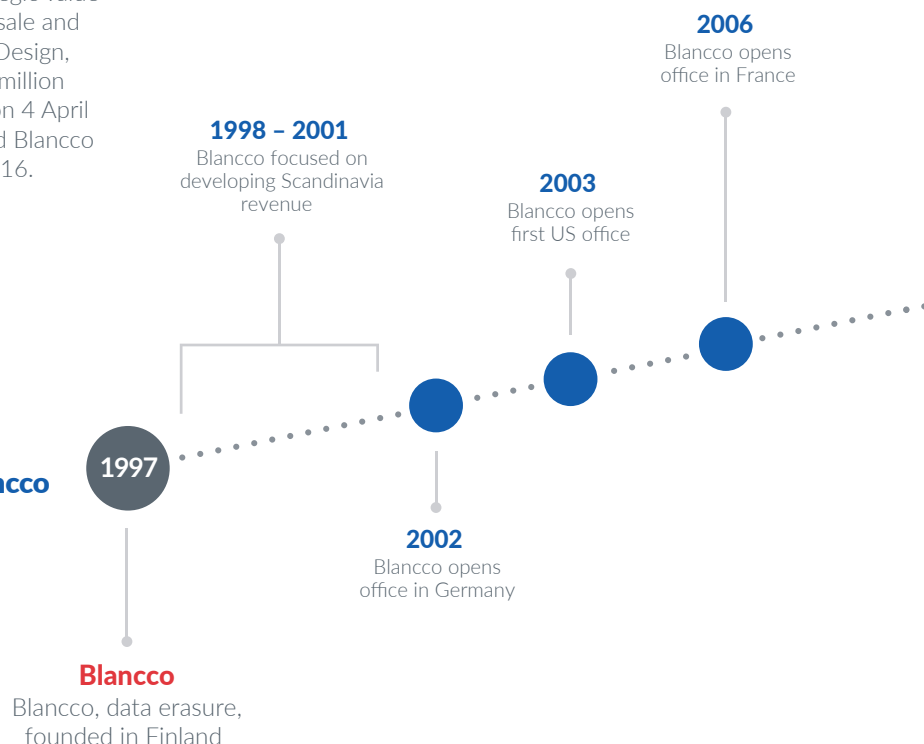 sale and
Design,
million
4 April
Blancco
16.
2006
Blancco opens
office in France
1998 – 2001
Blancco focused on
developing Scandinavia
revenue
2003
Blancco opens
first US office
1997
2002
Blancco opens
office in Germany
Blancco
Blancco, data erasure,
founded in Finland